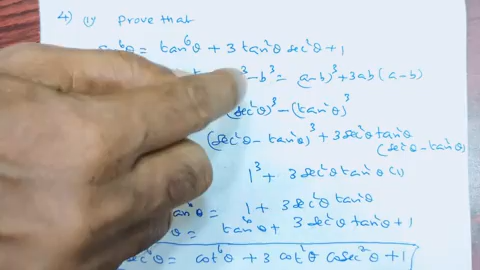 4) (i) Prove that
θ = tan⁶θ + 3 tan²θ sec²θ + 1
³ - b³ = (a-b)³ + 3ab (a-b)
(sec²θ)³ - (tan²θ)³
(sec²θ - tan²θ)³ + 3 sec²θ tan²θ
(sec²θ - tan²θ)
1³ + 3 sec²θ tan²θ (1)
θ = 1 + 3 sec²θ tan²θ
θ = tan⁶θ + 3 sec²θ tan²θ + 1
θ = cot⁶θ + 3 cot²θ cosec²θ + 1